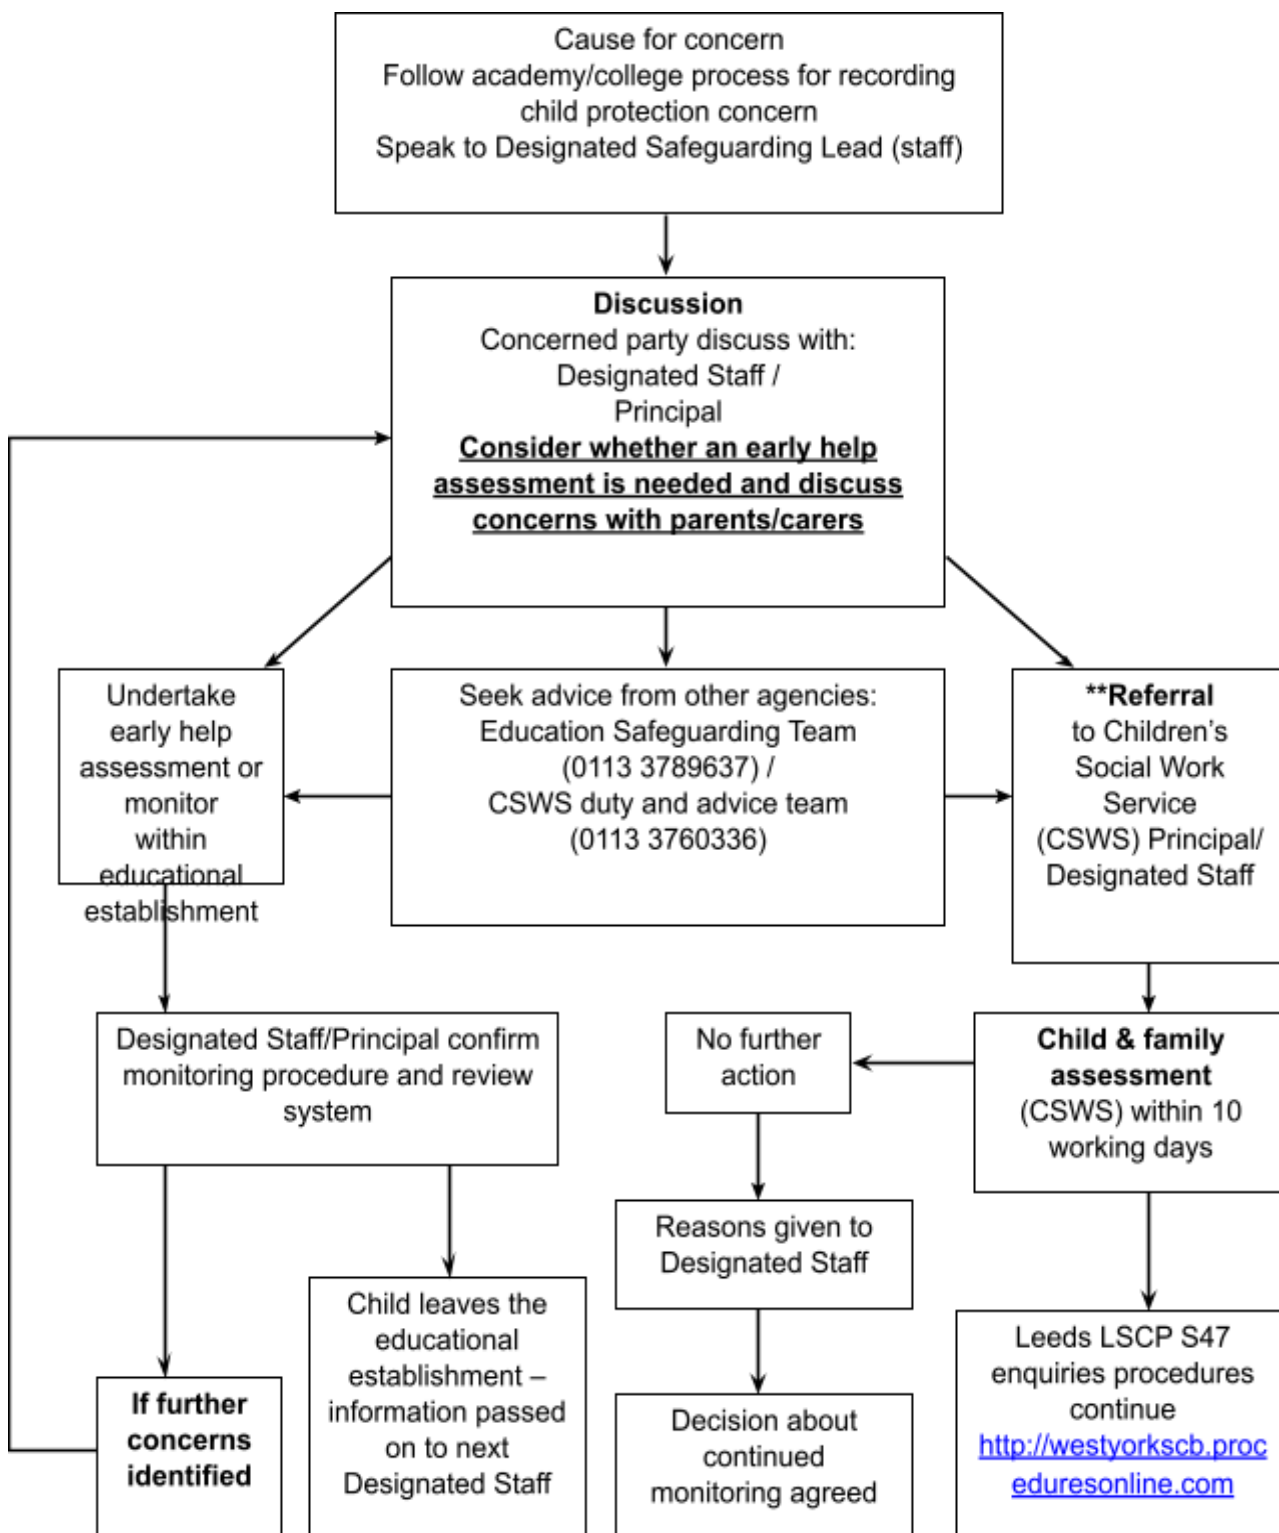 Cause for concern
Follow academy/college process for recording
child protection concern
Speak to Designated Safeguarding Lead (staff)
Discussion
Concerned party discuss with:
Designated Staff /
Principal
Consider whether an early help
assessment is needed and discuss
concerns with parents/carers
Undertake
early help
assessment or
monitor
within
educational
establishment
Seek advice from other agencies:
Education Safeguarding Team
(0113 3789637) /
CSWS duty and advice team
(0113 3760336)
**Referral
to Children’s
Social Work
Service
(CSWS) Principal/
Designated Staff
Designated Staff/Principal confirm
monitoring procedure and review
system
No further
action
Child & family
assessment
(CSWS) within 10
working days
Reasons given to
Designated Staff
If further
concerns
identified
Child leaves the
educational
establishment –
information passed
on to next
Designated Staff
Decision about
continued
monitoring agreed
Leeds LSCP S47
enquiries procedures
continue
http://westyorkscb.proc
eduresonline.com